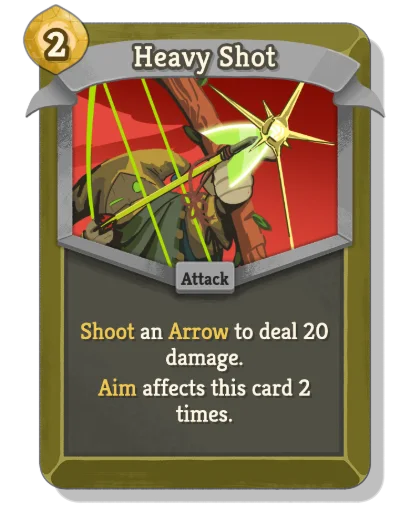 2
Heavy Shot
Attack
Shoot an Arrow to deal 20
damage.
Aim affects this card 2
times.